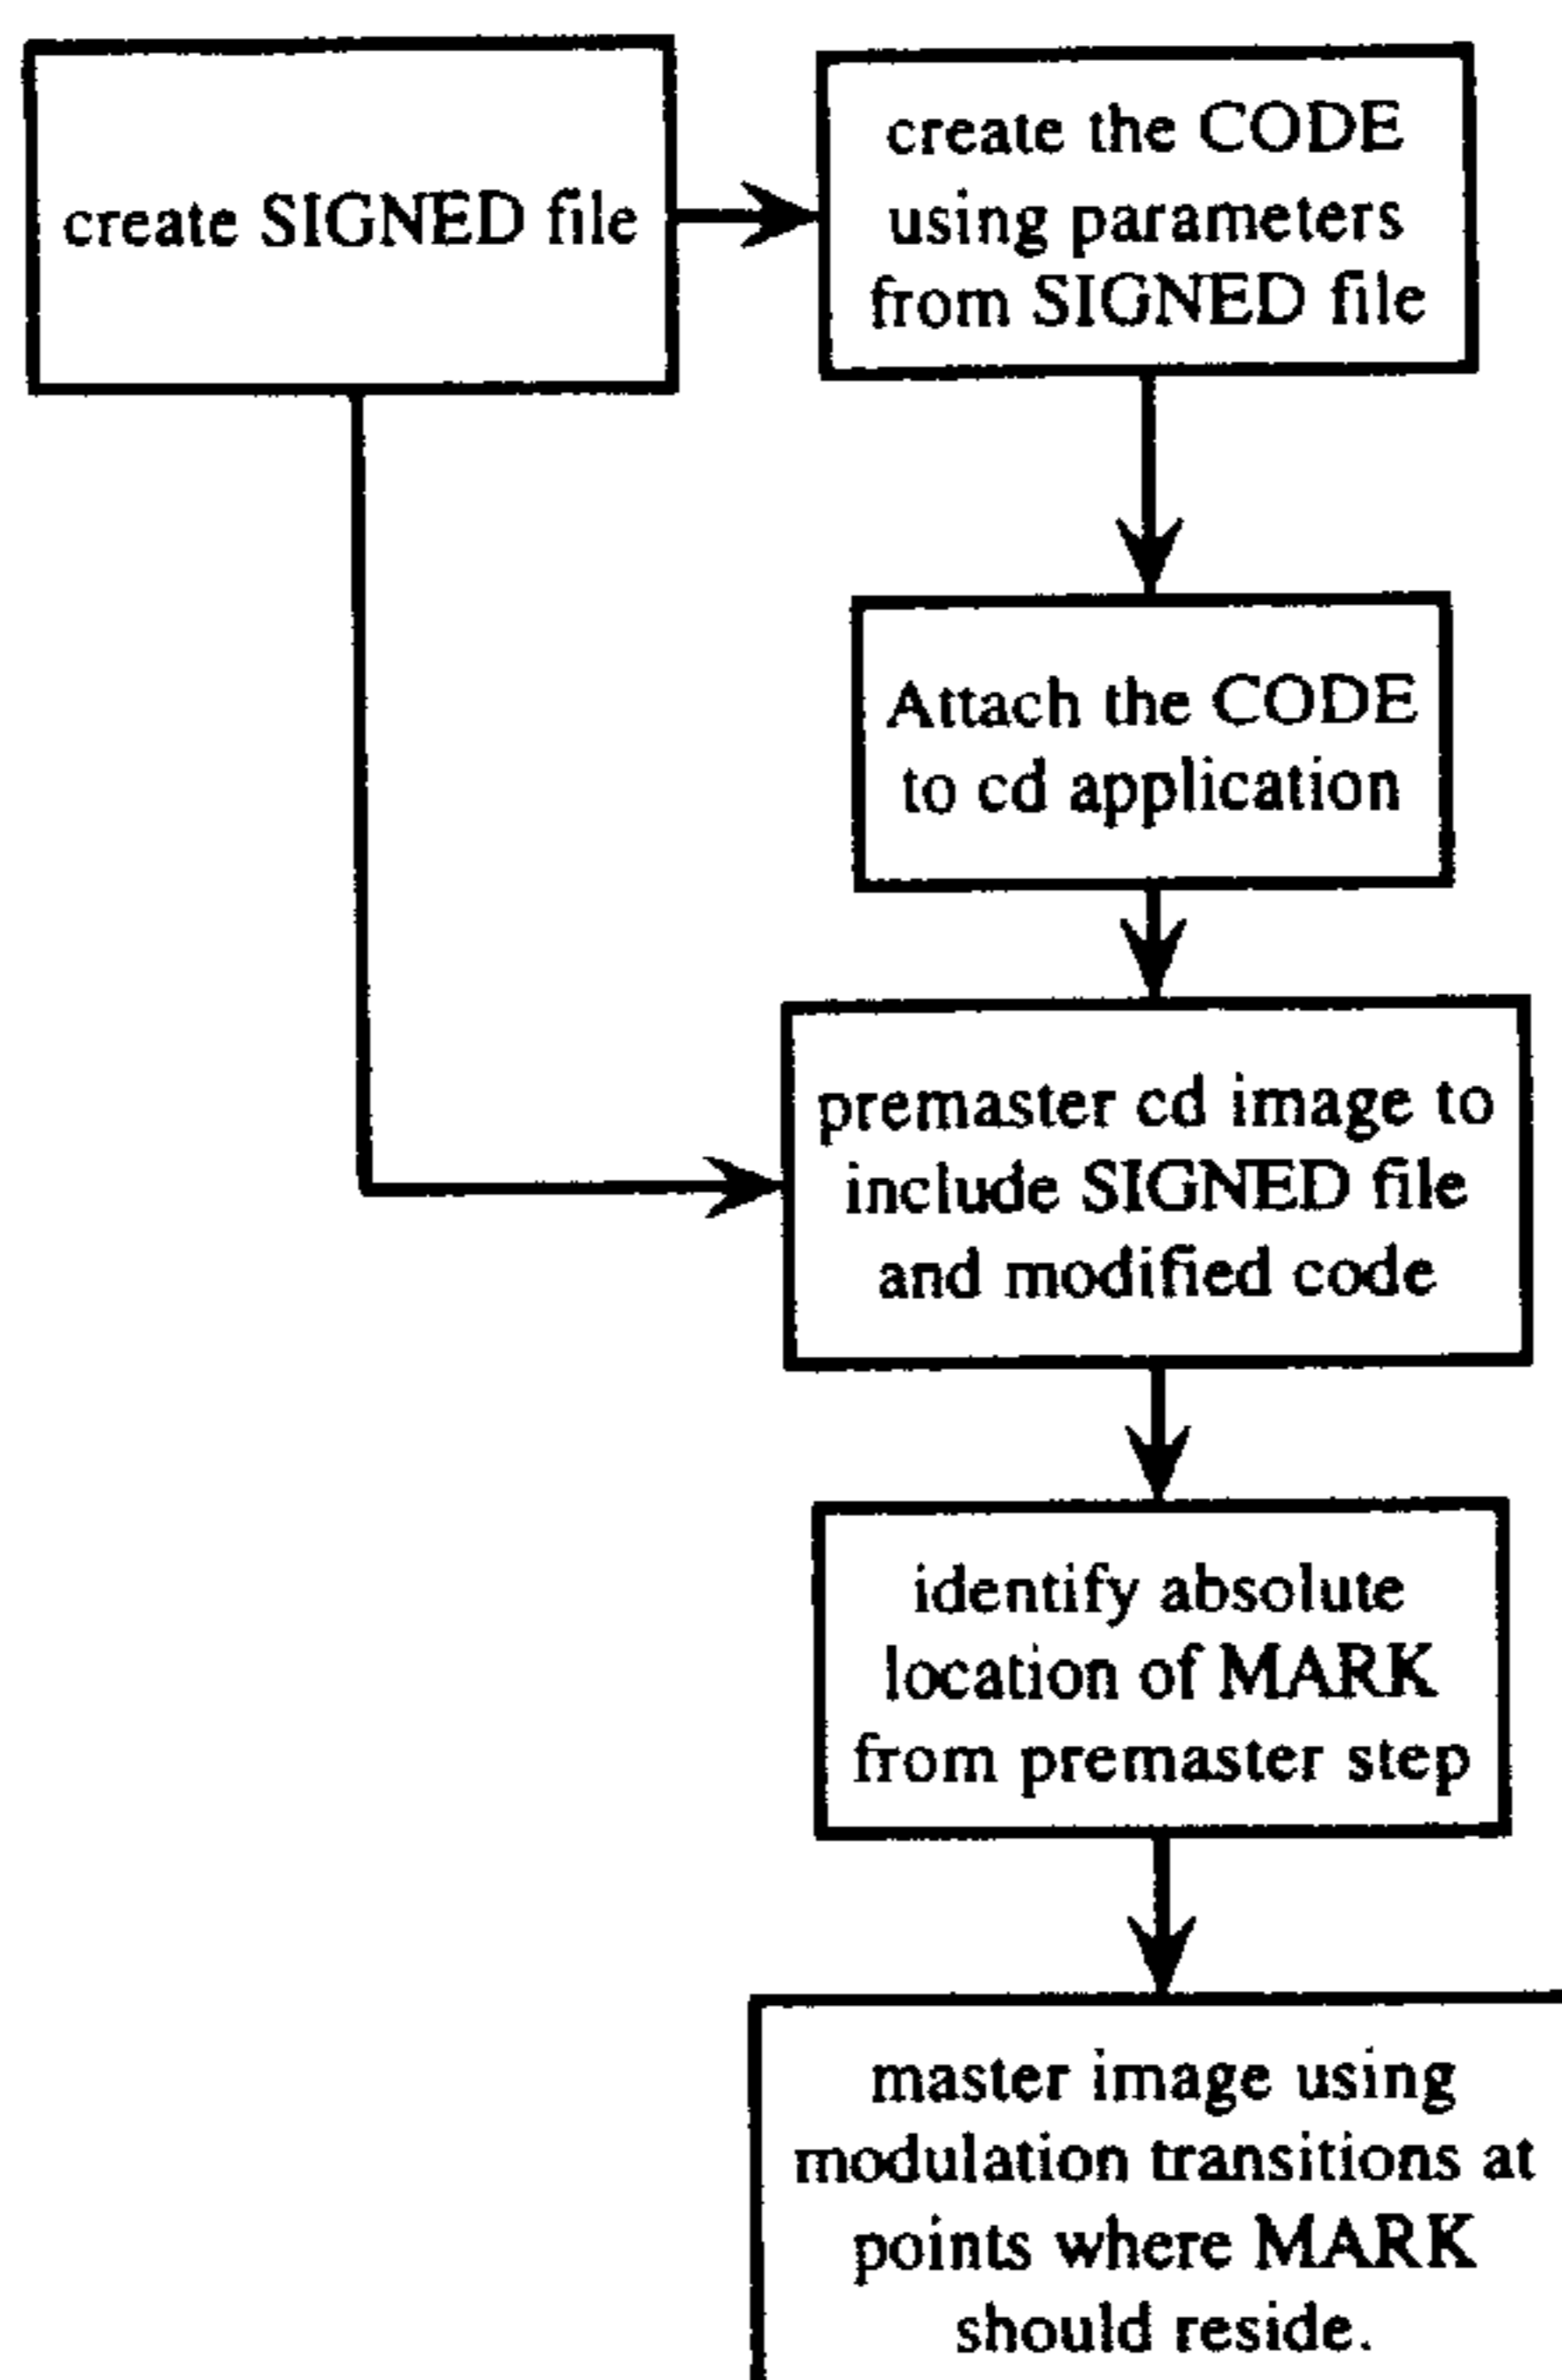 create SIGNED file
create the CODE
using parameters
from SIGNED file
Attach the CODE
to cd application
premaster cd image to
include SIGNED file
and modified code
identify absolute
location of MARK
from premaster step
master image using
modulation transitions at
points where MARK
should reside.